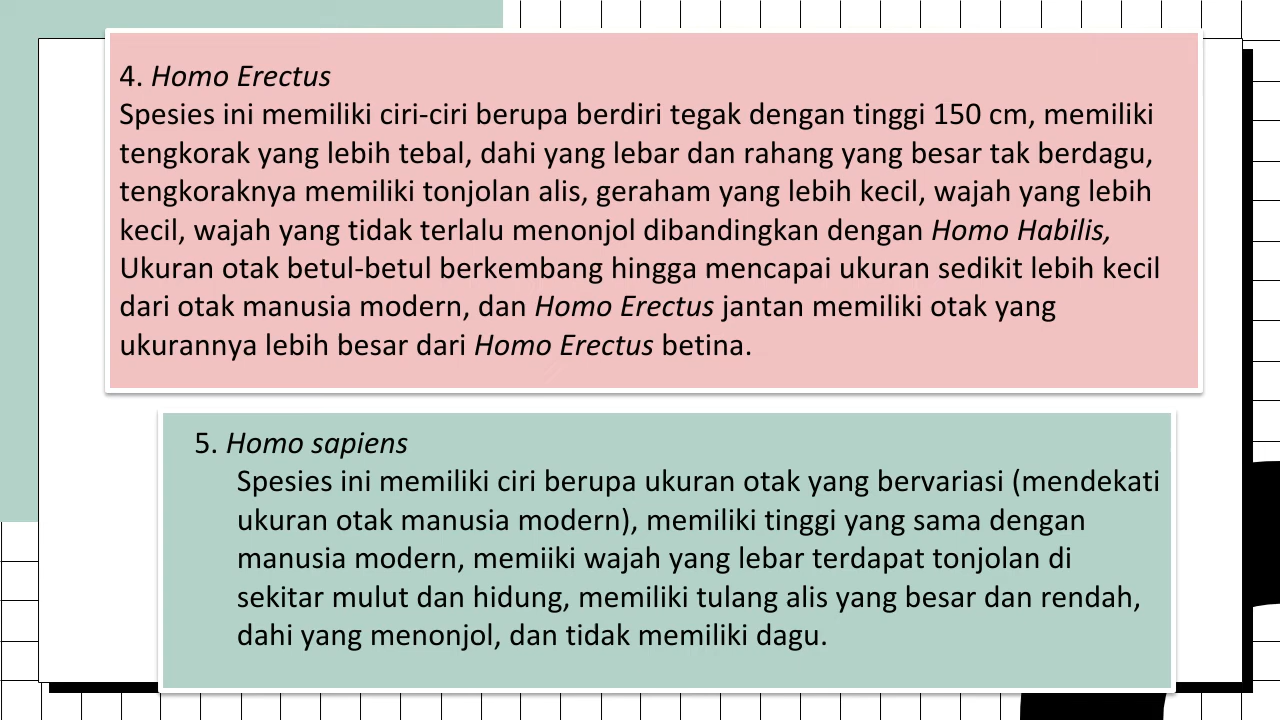 4. Homo Erectus
Spesies ini memiliki ciri-ciri berupa berdiri tegak dengan tinggi 150 cm, memiliki
tengkorak yang lebih tebal, dahi yang lebar dan rahang yang besar tak berdagu,
tengkoraknya memiliki tonjolan alis, geraham yang lebih kecil, wajah yang lebih
kecil, wajah yang tidak terlalu menonjol dibandingkan dengan Homo Habilis,
Ukuran otak betul-betul berkembang hingga mencapai ukuran sedikit lebih kecil
dari otak manusia modern, dan Homo Erectus jantan memiliki otak yang
ukurannya lebih besar dari Homo Erectus betina.
5. Homo sapiens
Spesies ini memiliki ciri berupa ukuran otak yang bervariasi (mendekati
ukuran otak manusia modern), memiliki tinggi yang sama dengan
manusia modern, memiiki wajah yang lebar terdapat tonjolan di
sekitar mulut dan hidung, memiliki tulang alis yang besar dan rendah,
dahi yang menonjol, dan tidak memiliki dagu.